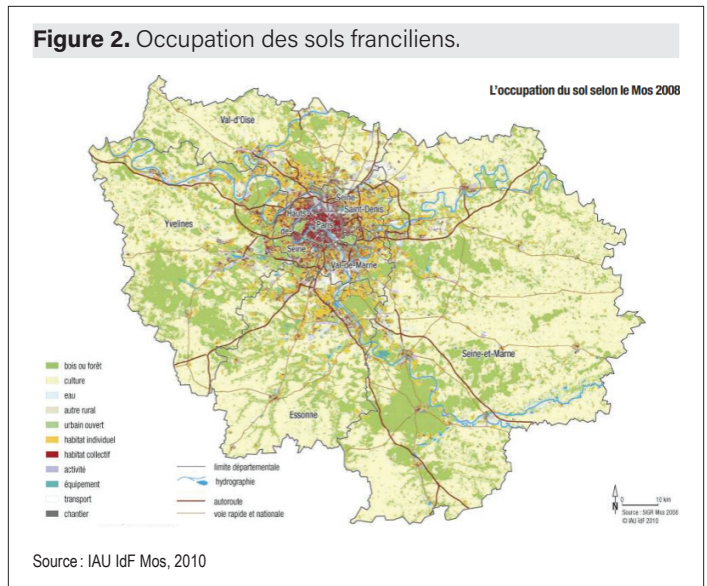 Figure 2. Occupation des sols franciliens.
L'occupation du sol selon le Mos 2008
Val-d'Oise
Yvelines
Hauts
de
Seine
Seine
Saint-Denis
Paris
Val-de-Marne
Seine-et-Marne
Essonne
bois ou forêt
culture
eau
autre rural
urbain ouvert
habitat individuel
habitat collectif
activité
équipement
transport
chantier
limite départementale
hydrographie
autoroute
voie rapide et nationale
N
0 10 km
Source : SIGR Mos 2008
© IAU IdF 2010
Source : IAU IdF Mos, 2010